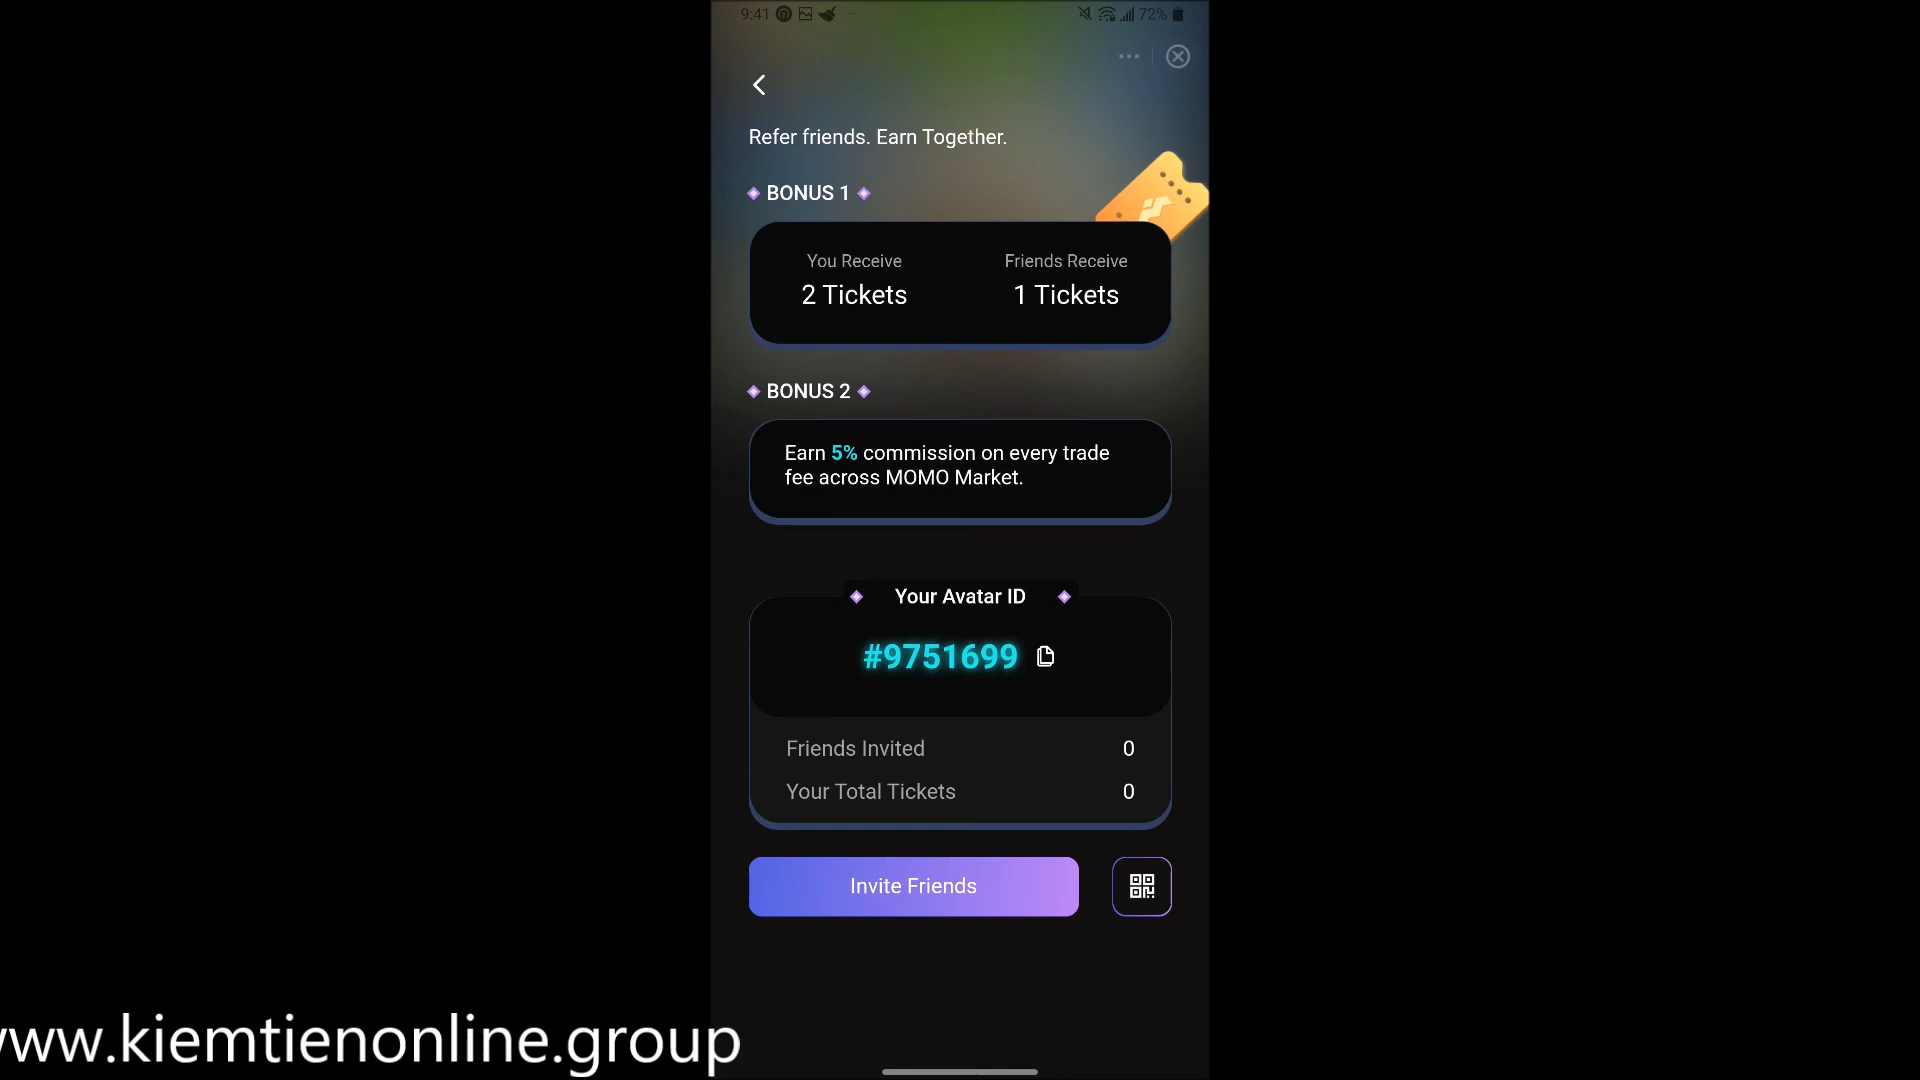 9:41
72%
Refer friends. Earn Together.
BONUS 1
You Receive
Friends Receive
2 Tickets
1 Tickets
BONUS 2
Earn 5% commission on every trade
fee across MOMO Market.
Your Avatar ID
#9751699
Friends Invited
0
Your Total Tickets
0
Invite Friends
www.kiemtienonline.group